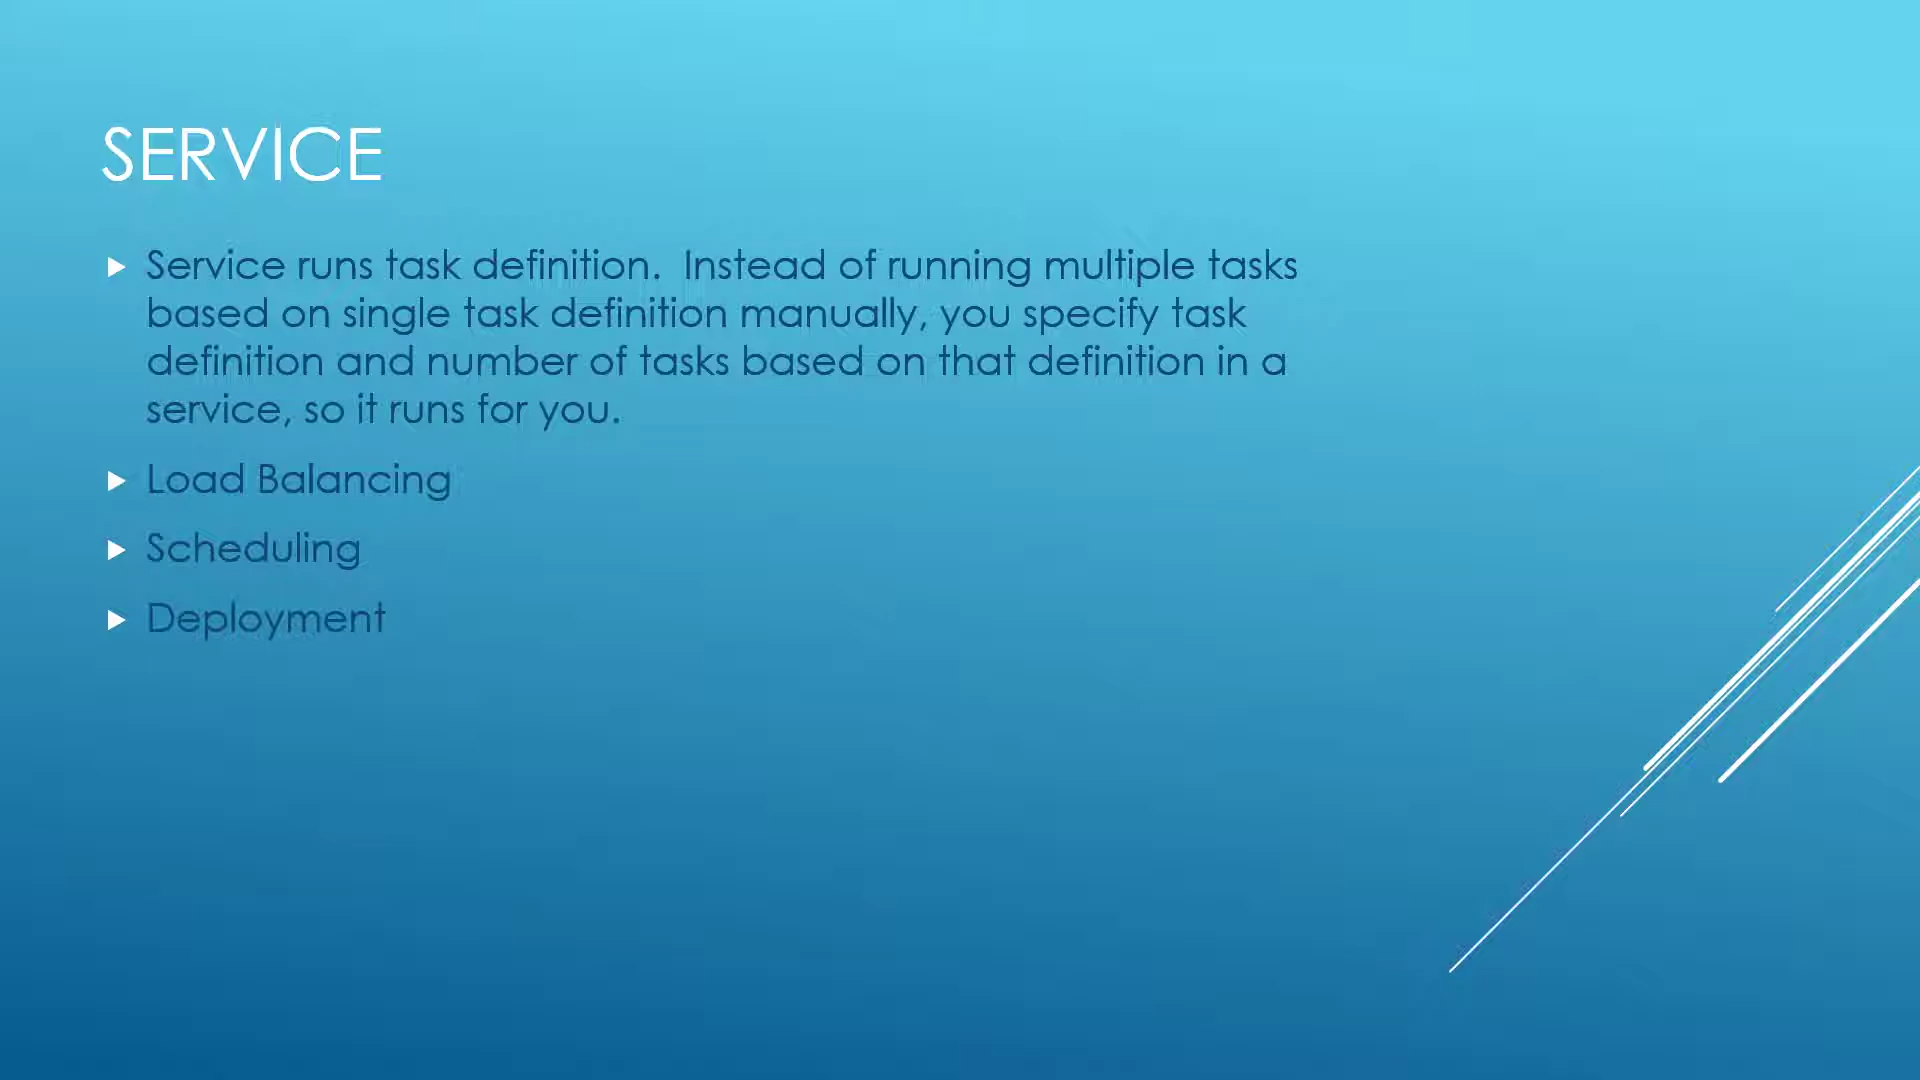 SERVICE
Service runs task definition.  Instead of running multiple tasks
based on single task definition manually, you specify task
definition and number of tasks based on that definition in a
service, so it runs for you.
Load Balancing
Scheduling
Deployment